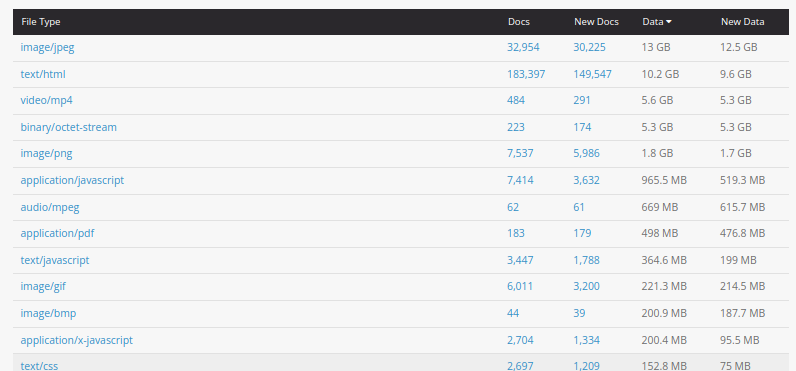 File Type Docs New Docs Data New Data
image/jpeg 32,954 30,225 13 GB 12.5 GB
text/html 183,397 149,547 10.2 GB 9.6 GB
video/mp4 484 291 5.6 GB 5.3 GB
binary/octet-stream 223 174 5.3 GB 5.3 GB
image/png 7,537 5,986 1.8 GB 1.7 GB
application/javascript 7,414 3,632 965.5 MB 519.3 MB
audio/mpeg 62 61 669 MB 615.7 MB
application/pdf 183 179 498 MB 476.8 MB
text/javascript 3,447 1,788 364.6 MB 199 MB
image/gif 6,011 3,200 221.3 MB 214.5 MB
image/bmp 44 39 200.9 MB 187.7 MB
application/x-javascript 2,704 1,334 200.4 MB 95.5 MB
text/css 2,697 1,209 152.8 MB 75 MB